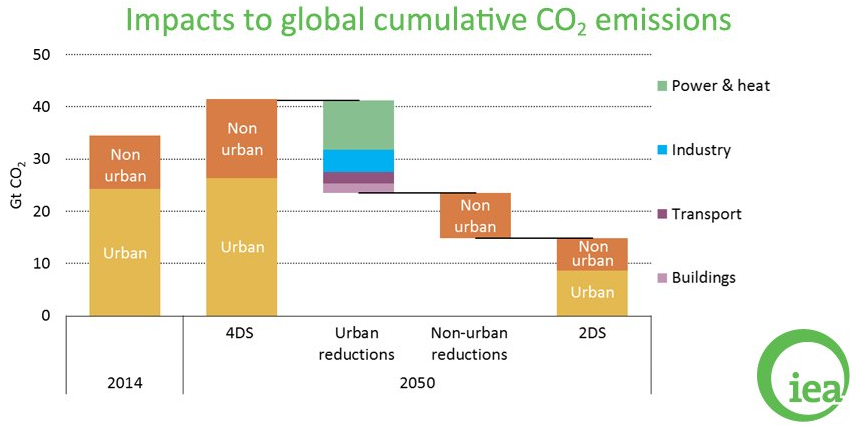 Impacts to global cumulative CO₂ emissions
50
40
30
20
10
0
Gt CO₂
Non
urban
Urban
Non
urban
Urban
Non
urban
Non
urban
Urban
Power & heat
Industry
Transport
Buildings
4DS
Urban
reductions
Non-urban
reductions
2DS
2014
2050
iea